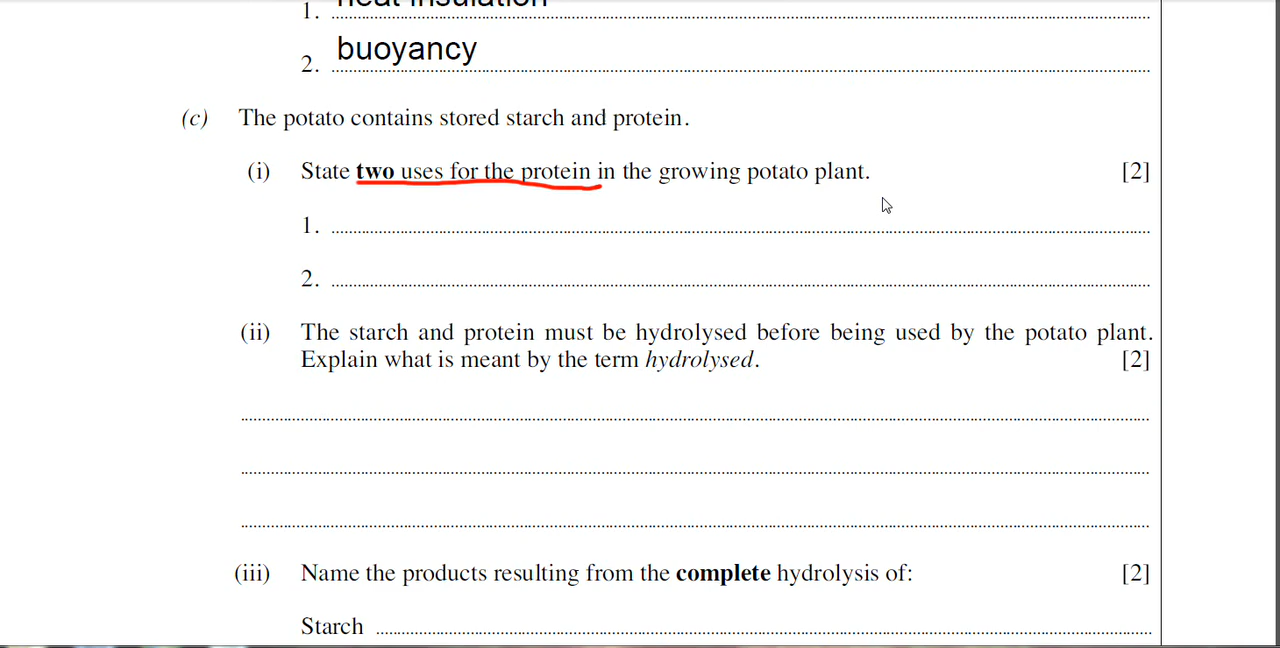 1. heat insulation
2. buoyancy
(c) The potato contains stored starch and protein.
(i) State two uses for the protein in the growing potato plant. [2]
1.
2.
(ii) The starch and protein must be hydrolysed before being used by the potato plant.
Explain what is meant by the term hydrolysed. [2]
(iii) Name the products resulting from the complete hydrolysis of: [2]
Starch